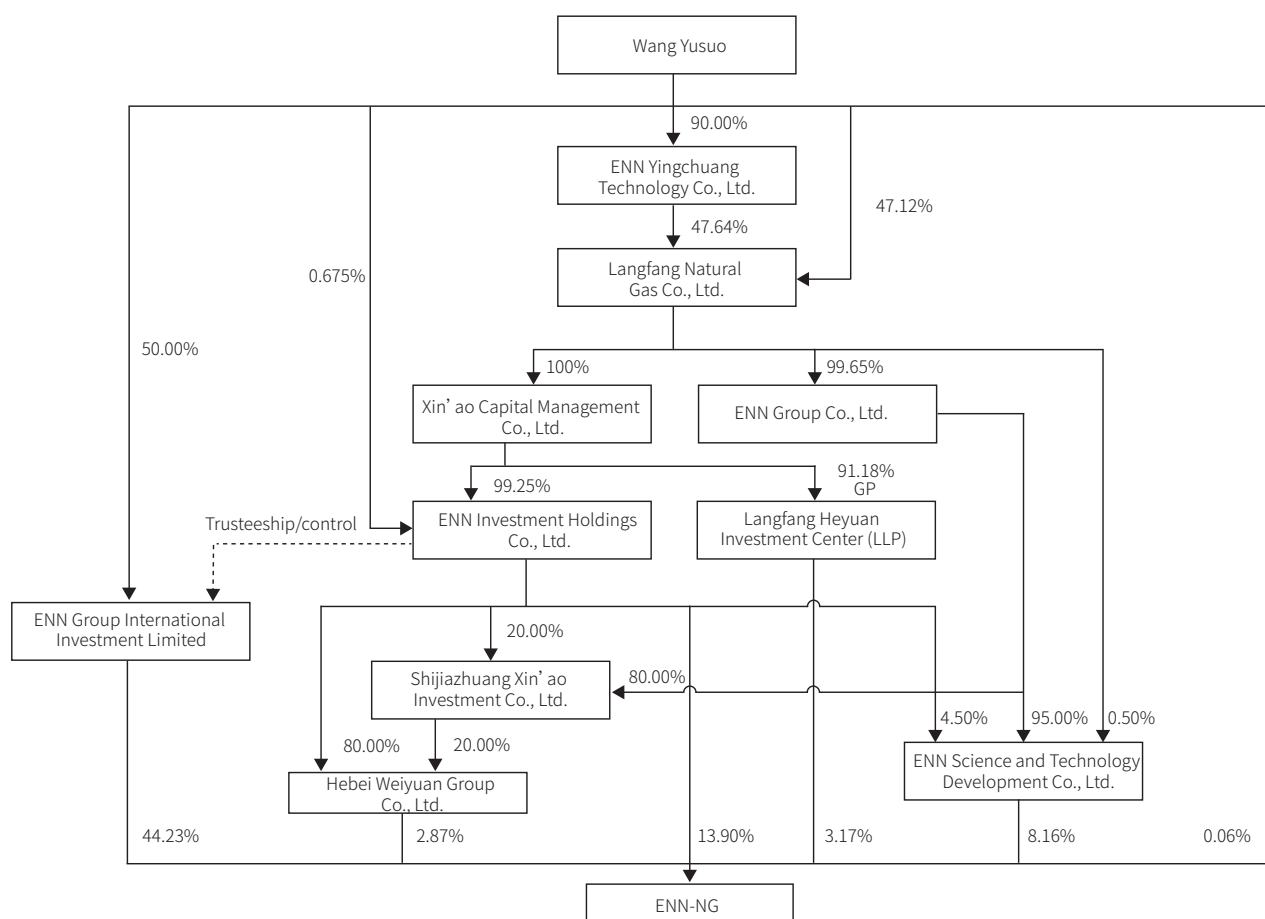 Wang Yusuo
90.00%
ENN Yingchuang
Technology Co., Ltd.
47.12%
47.64%
Langfang Natural
Gas Co., Ltd.
0.675%
50.00%
100%
99.65%
Xin’ao Capital Management
Co., Ltd.
ENN Group Co., Ltd.
99.25%
91.18%
GP
Trusteeship/control
ENN Investment Holdings
Co., Ltd.
Langfang Heyuan
Investment Center (LLP)
ENN Group International
Investment Limited
20.00%
Shijiazhuang Xin’ao
Investment Co., Ltd.
80.00%
4.50%
95.00%
0.50%
80.00%
20.00%
ENN Science and Technology
Development Co., Ltd.
Hebei Weiyuan Group
Co., Ltd.
44.23%
2.87%
13.90%
3.17%
8.16%
0.06%
ENN-NG